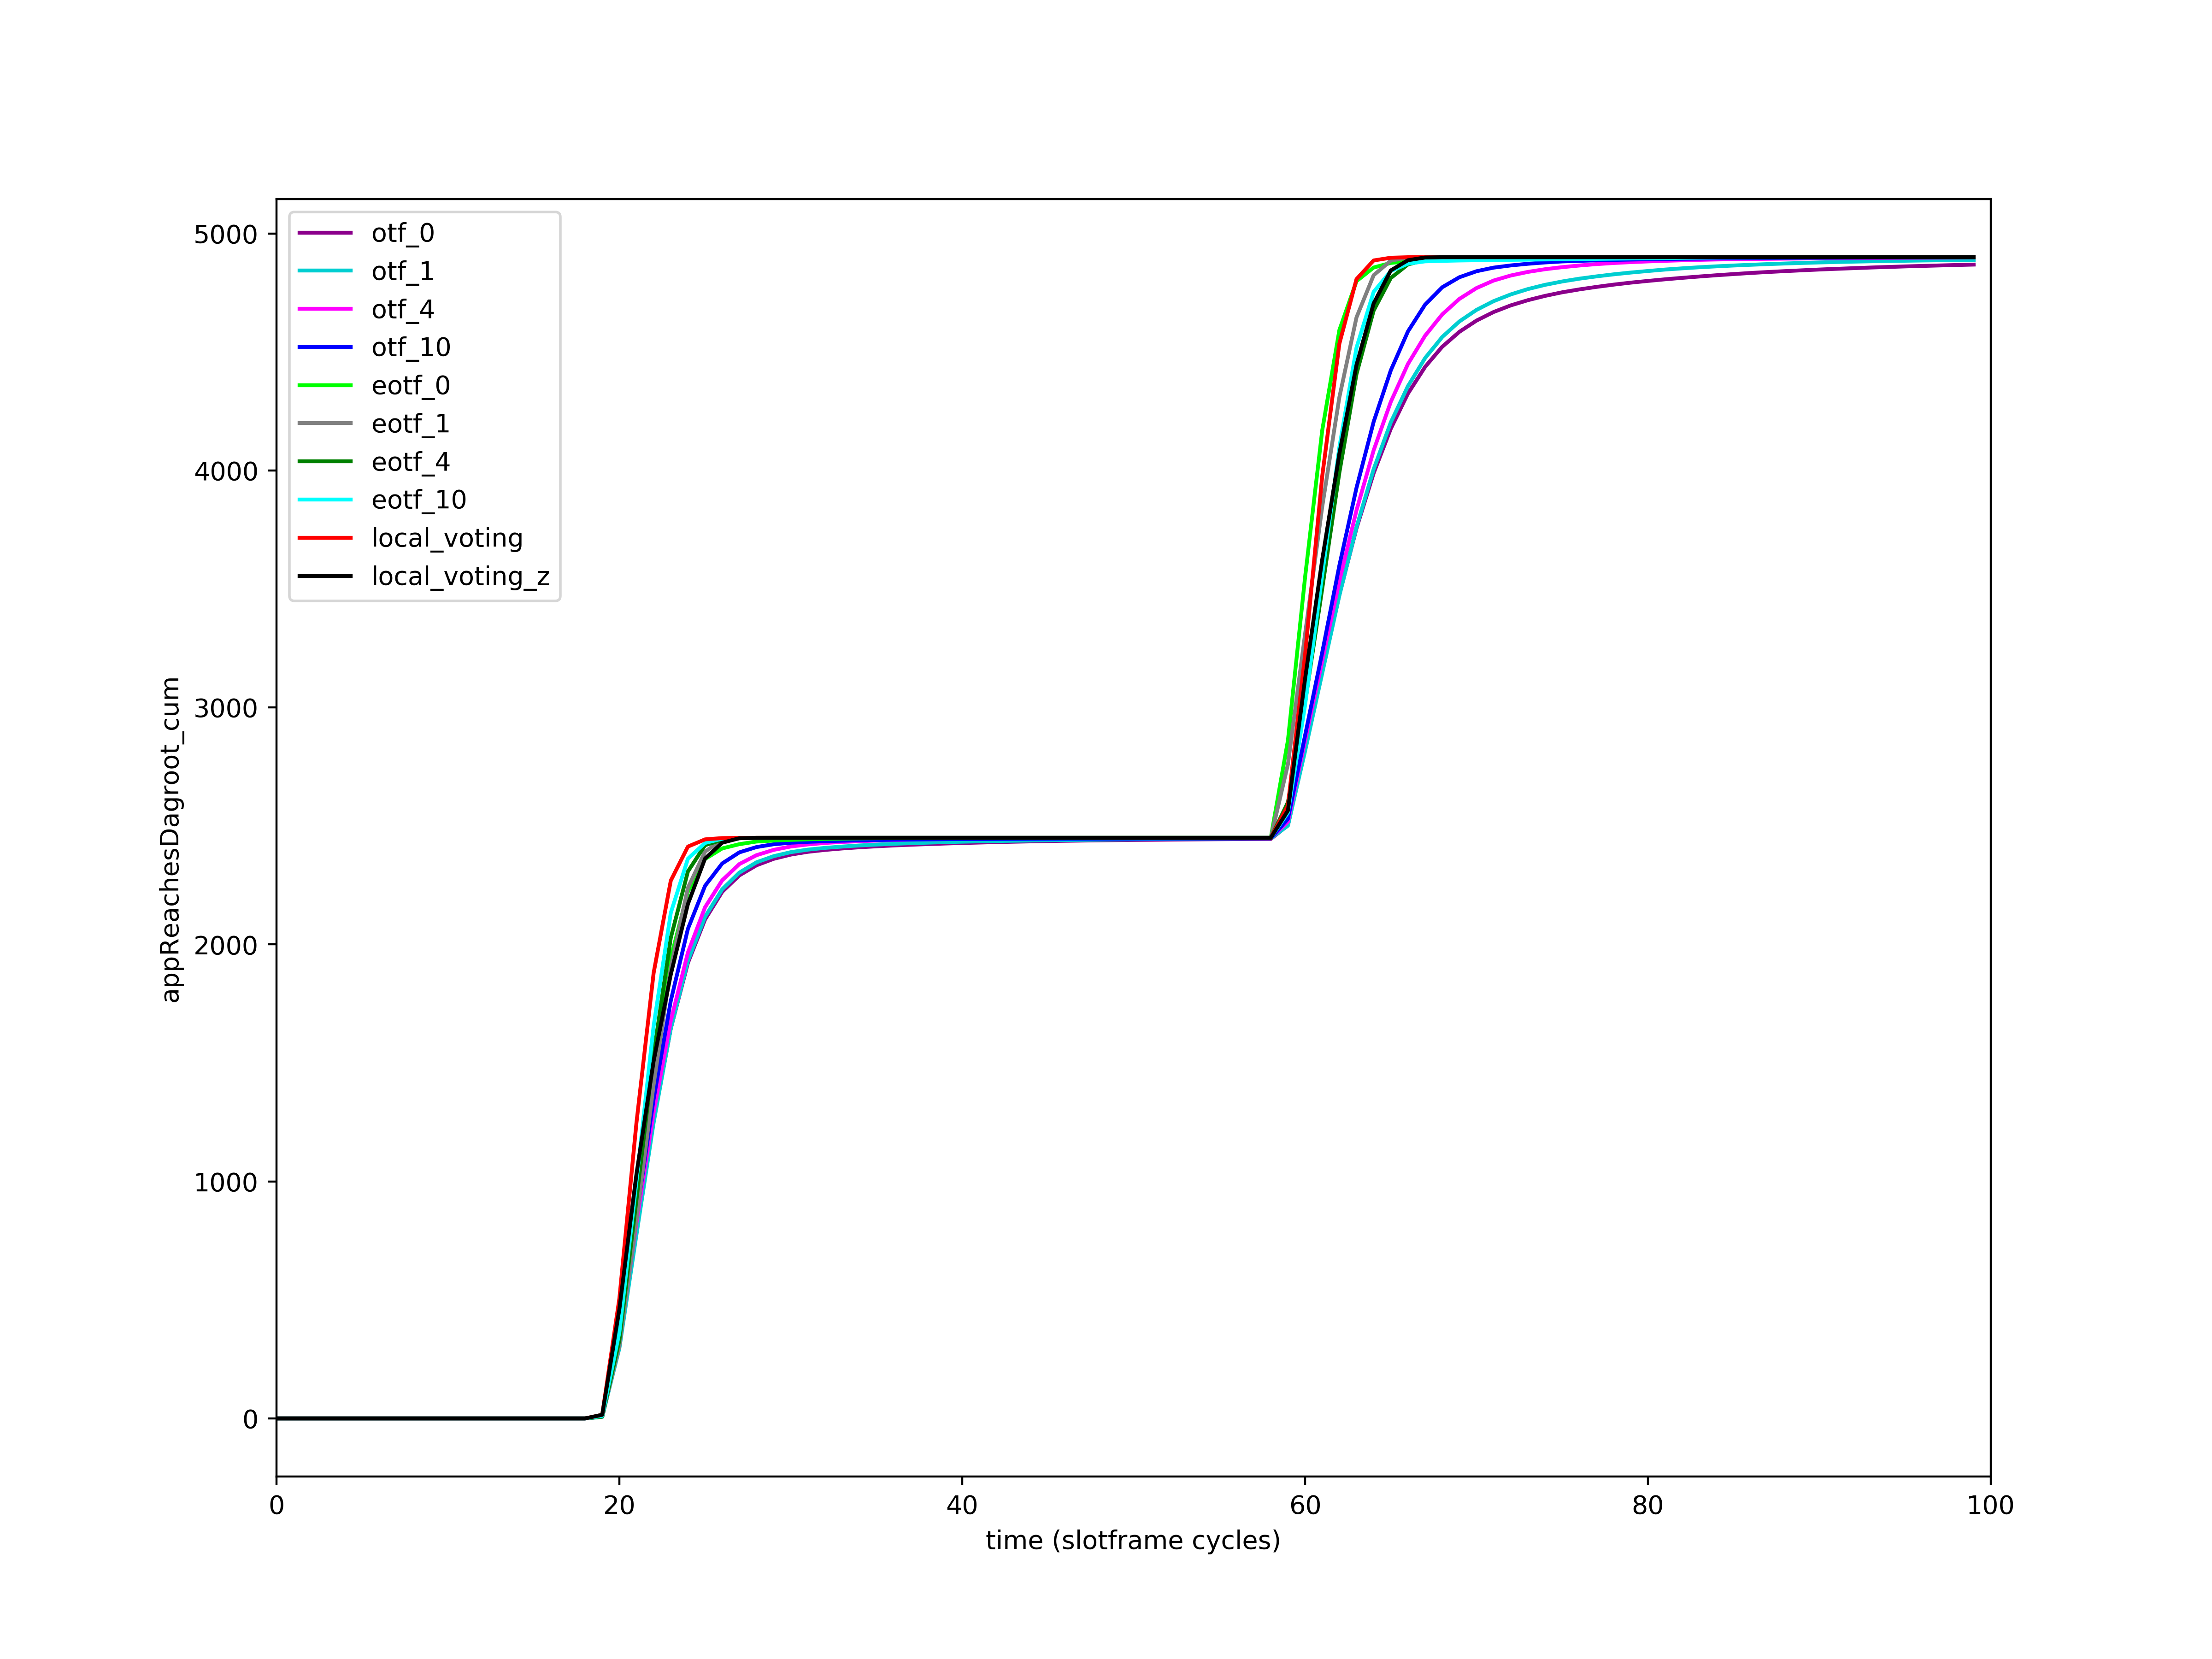 5000
4000
3000
2000
1000
0
appReachesDagroot_cum
otf_0
otf_1
otf_4
otf_10
eotf_0
eotf_1
eotf_4
eotf_10
local_voting
local_voting_z
0 20 40 60 80 100
time (slotframe cycles)